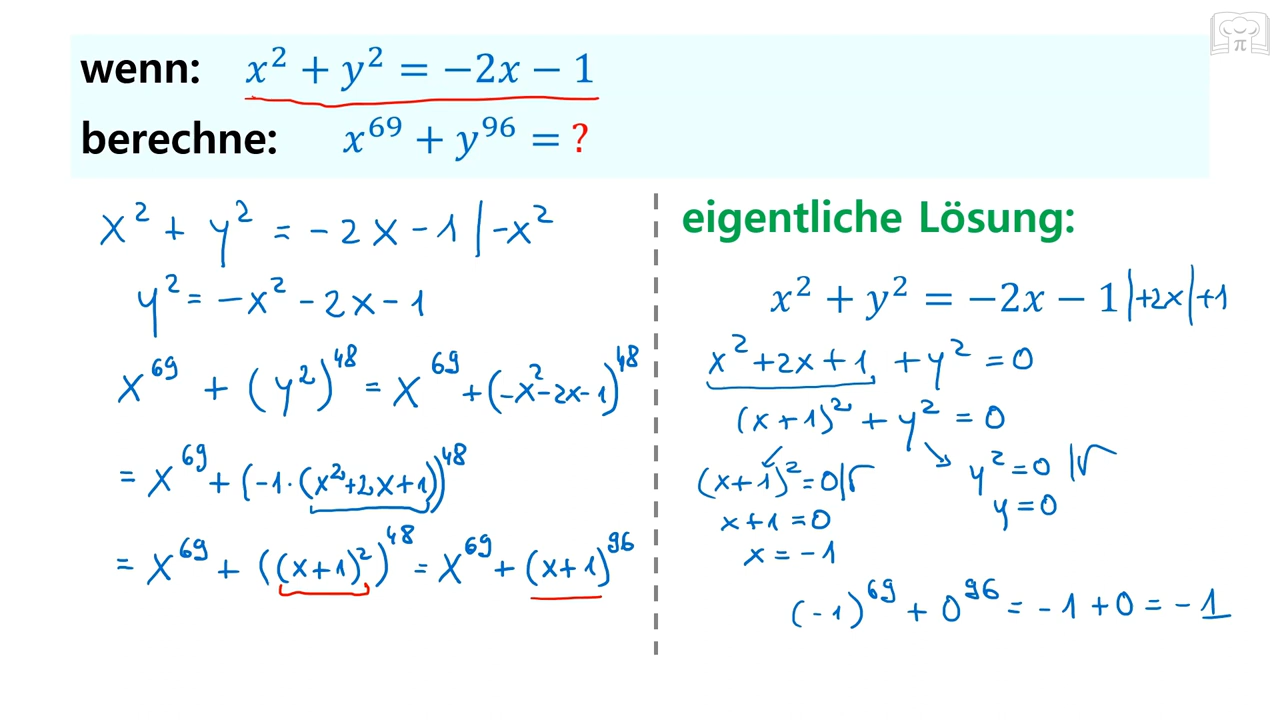 wenn: x² + y² = −2x − 1
berechne: x⁶⁹ + y⁹⁶ = ?
x² + y² = −2x − 1 | −x²
y² = −x² − 2x − 1
x⁶⁹ + (y²)⁴⁸ = x⁶⁹ + (−x² − 2x − 1)⁴⁸
= x⁶⁹ + (−1 · (x² + 2x + 1))⁴⁸
= x⁶⁹ + ((x + 1)²)⁴⁸ = x⁶⁹ + (x + 1)⁹⁶
eigentliche Lösung:
x² + y² = −2x − 1 | +2x | +1
x² + 2x + 1 + y² = 0
(x + 1)² + y² = 0
(x + 1)² = 0 | √
x + 1 = 0
x = −1
y² = 0 | √
y = 0
(−1)⁶⁹ + 0⁹⁶ = −1 + 0 = −1
π